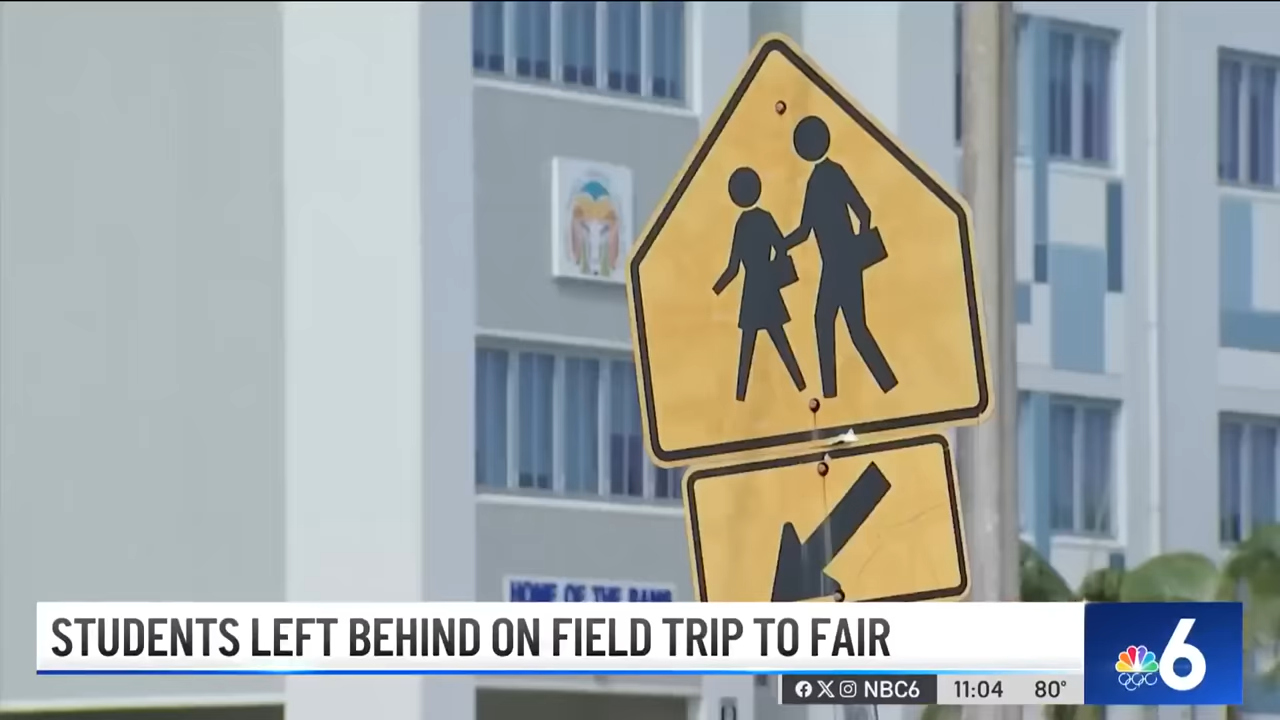 HOME OF THE RAMS
STUDENTS LEFT BEHIND ON FIELD TRIP TO FAIR
6
NBC6
11:04
80°